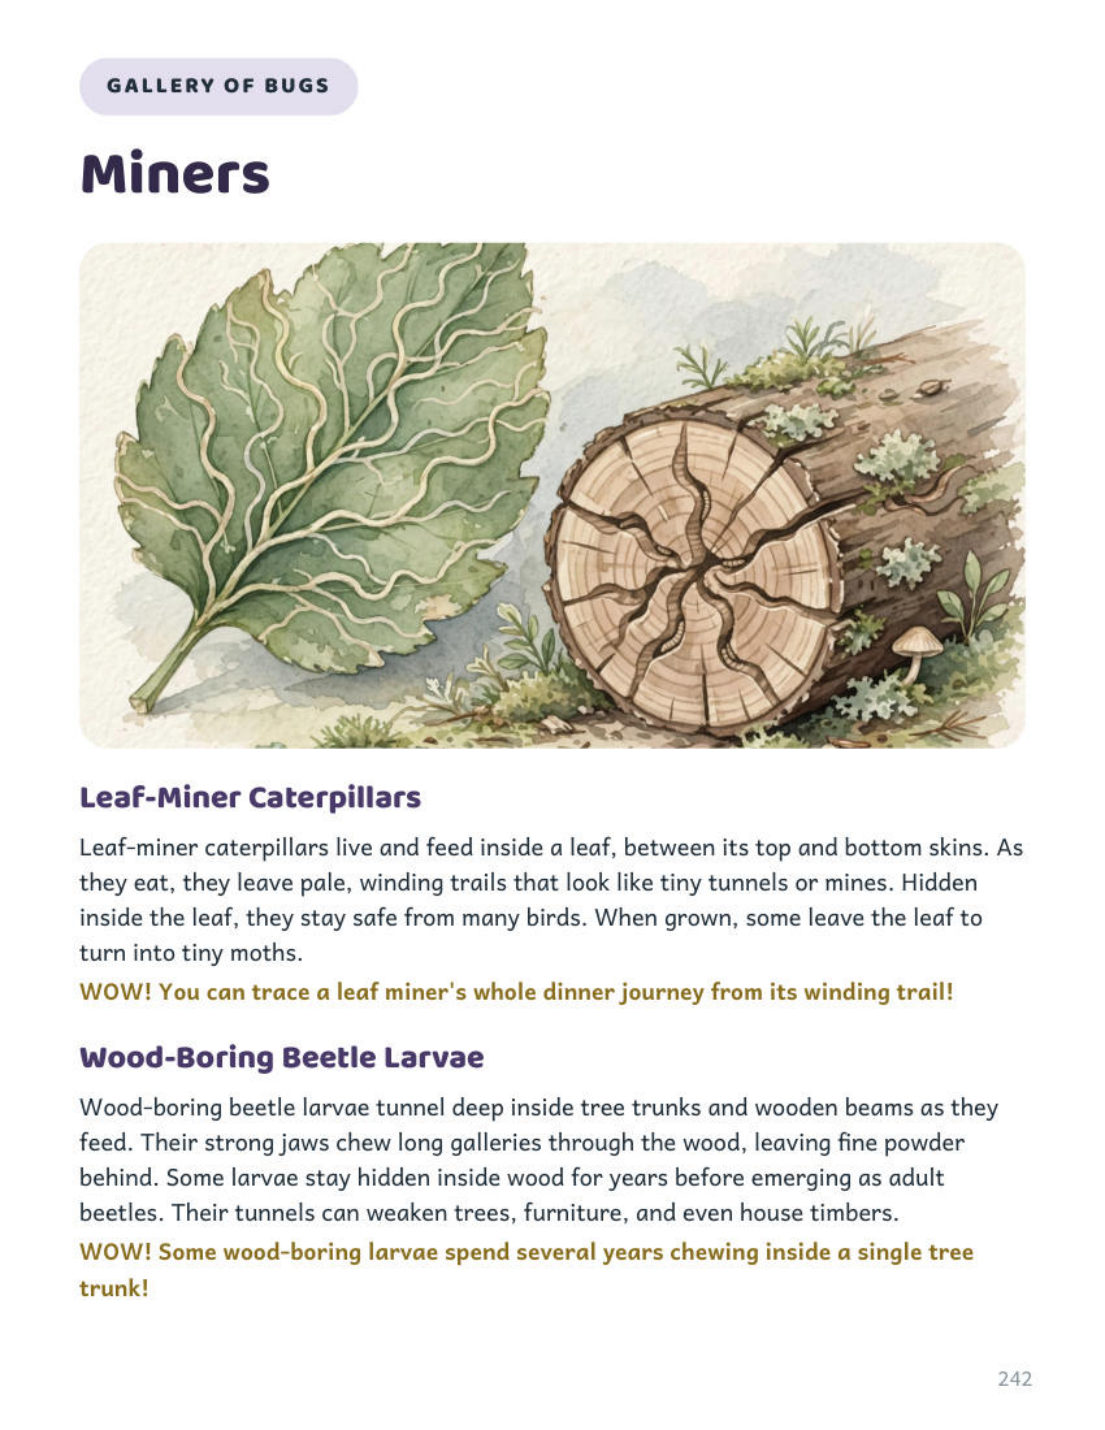 GALLERY OF BUGS
Miners
Leaf-Miner Caterpillars
Leaf-miner caterpillars live and feed inside a leaf, between its top and bottom skins. As
they eat, they leave pale, winding trails that look like tiny tunnels or mines. Hidden
inside the leaf, they stay safe from many birds. When grown, some leave the leaf to
turn into tiny moths.
WOW! You can trace a leaf miner's whole dinner journey from its winding trail!
Wood-Boring Beetle Larvae
Wood-boring beetle larvae tunnel deep inside tree trunks and wooden beams as they
feed. Their strong jaws chew long galleries through the wood, leaving fine powder
behind. Some larvae stay hidden inside wood for years before emerging as adult
beetles. Their tunnels can weaken trees, furniture, and even house timbers.
WOW! Some wood-boring larvae spend several years chewing inside a single tree
trunk!
242